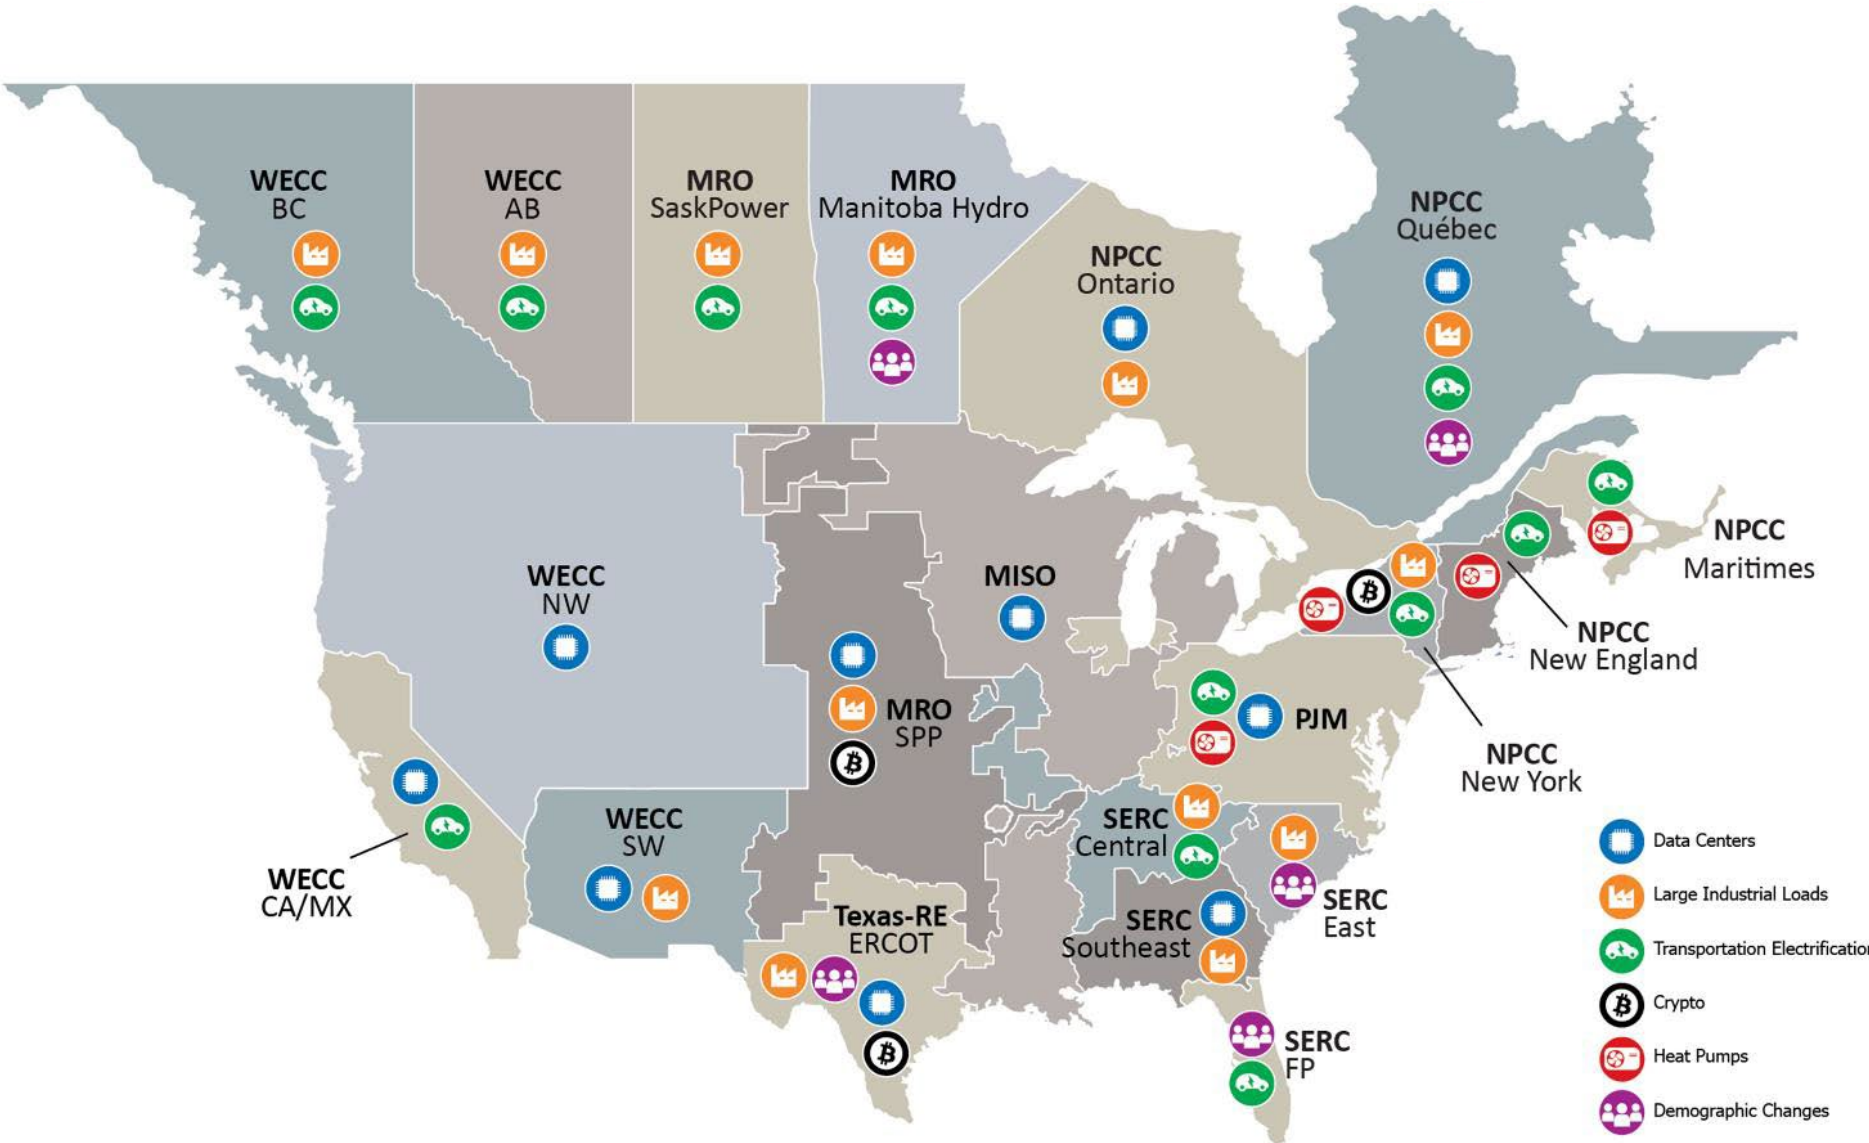 WECC
BC
WECC
AB
MRO
SaskPower
MRO
Manitoba Hydro
NPCC
Ontario
NPCC
Québec
NPCC
Maritimes
WECC
NW
MISO
NPCC
New England
MRO
SPP
PJM
NPCC
New York
WECC
CA/MX
WECC
SW
SERC
Central
SERC
East
Texas-RE
ERCOT
SERC
Southeast
SERC
FP
Data Centers
Large Industrial Loads
Transportation Electrification
Crypto
Heat Pumps
Demographic Changes